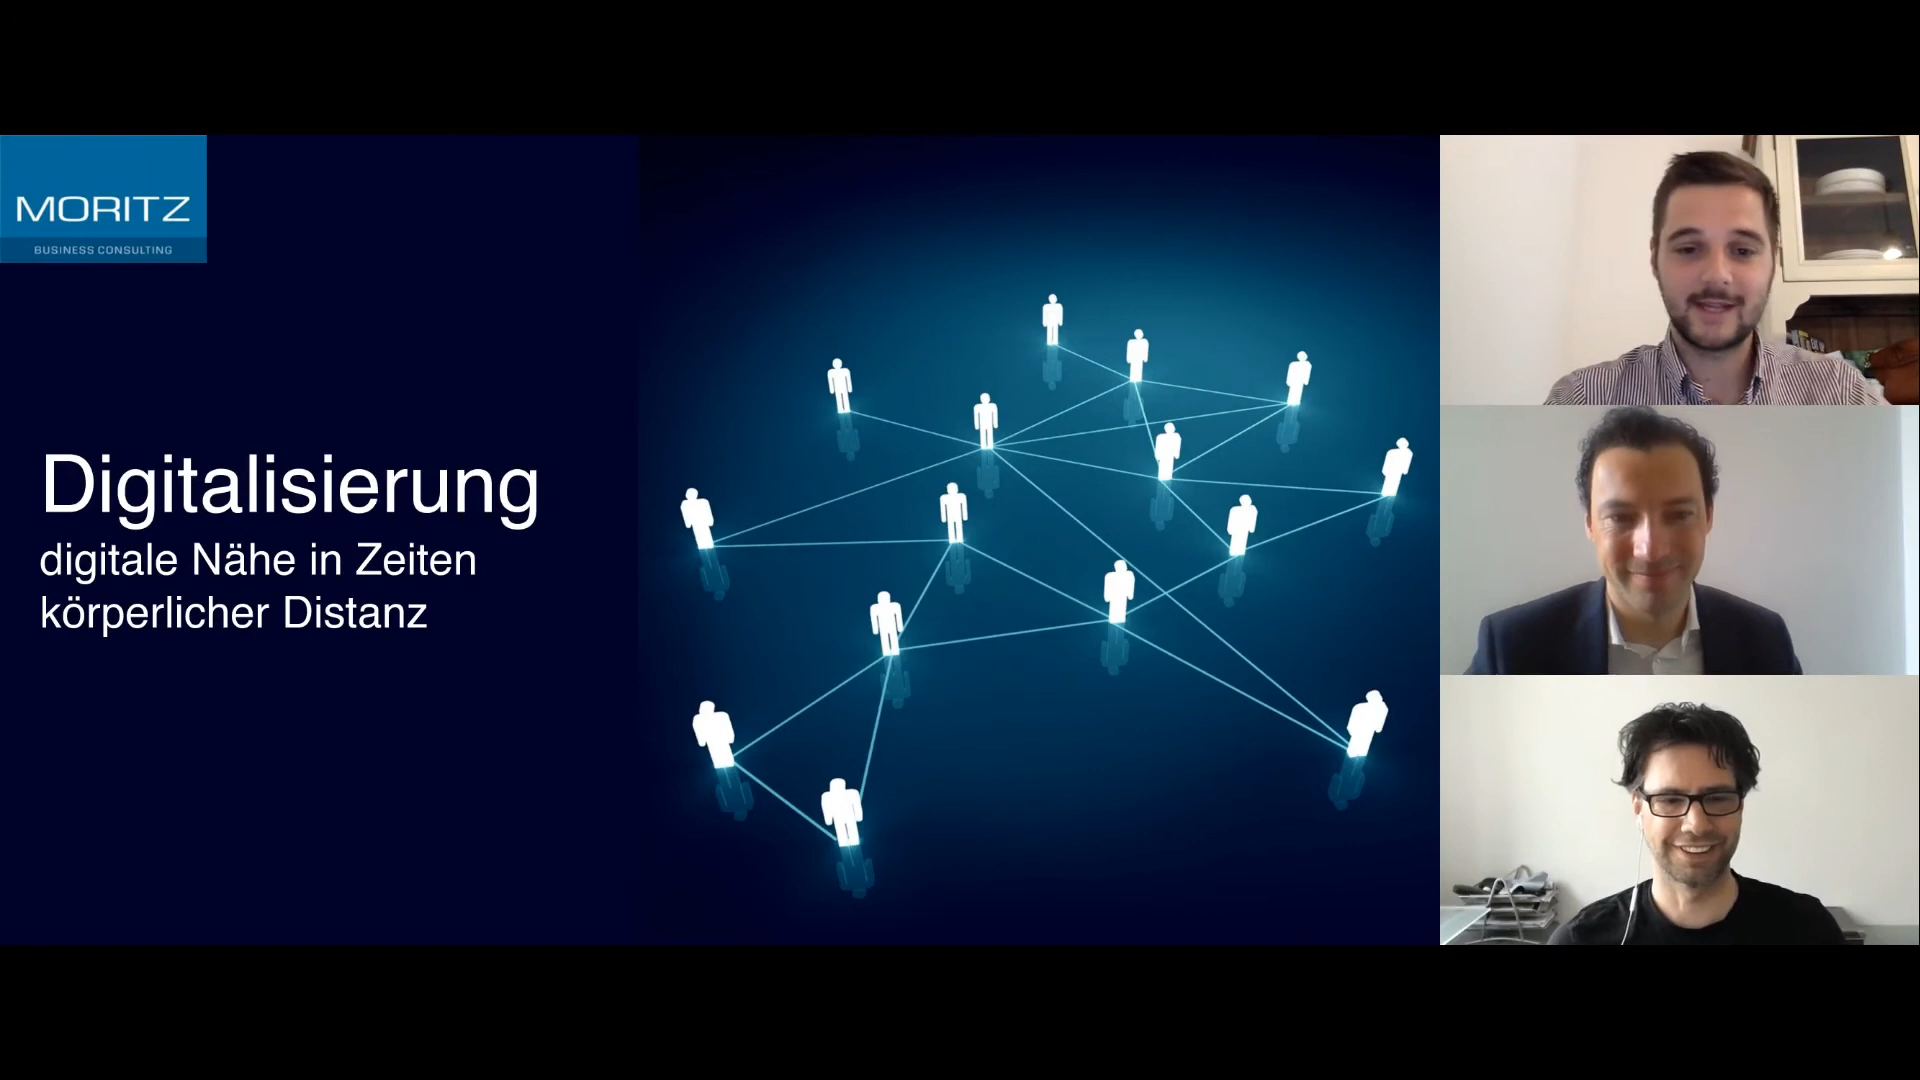 MORITZ
BUSINESS CONSULTING
Digitalisierung
digitale Nähe in Zeiten
körperlicher Distanz